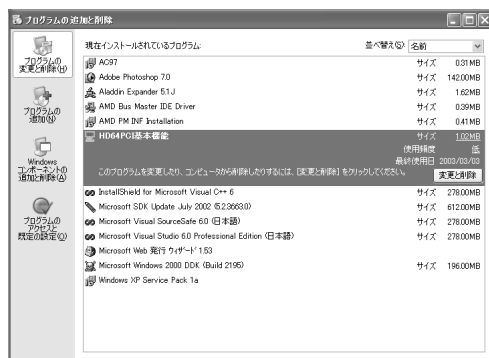 プログラムの追加と削除
プログラムの
変更と削除(H)
プログラムの
追加(N)
Windows
コンポーネントの
追加と削除(A)
プログラムの
アクセスと
既定の設定(O)
現在インストールされているプログラム:
並べ替え(S): 名前
AC97 サイズ 0.31MB
Adobe Photoshop 7.0 サイズ 142.00MB
Aladdin Expander 5.1J サイズ 1.62MB
AMD Bus Master IDE Driver サイズ 0.39MB
AMD PM INF Installation サイズ 0.41MB
HD64PCI基本機能 サイズ 1.02MB
使用頻度 低
最終使用日 2003/03/03
このプログラムを変更したり、コンピュータから削除したりするには、[変更と削除] をクリックしてください。
変更と削除
InstallShield for Microsoft Visual C++ 6 サイズ 278.00MB
Microsoft SDK Update July 2002 (5.2.3663.0) サイズ 612.00MB
Microsoft Visual SourceSafe 6.0 (日本語) サイズ 278.00MB
Microsoft Visual Studio 6.0 Professional Edition (日本語) サイズ 278.00MB
Microsoft Web 発行 ウィザード 1.53
Microsoft Windows 2000 DDK (Build 2195) サイズ 196.00MB
Windows XP Service Pack 1a